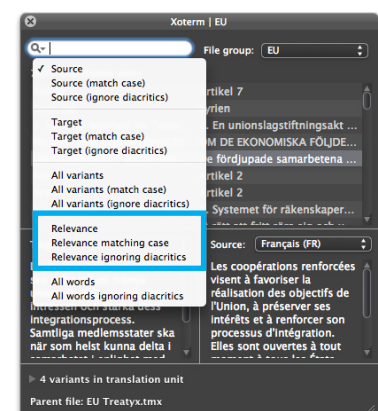 Xoterm | EU
File group: EU
✓ Source
Source (match case)
Source (ignore diacritics)
Target
Target (match case)
Target (ignore diacritics)
All variants
All variants (match case)
All variants (ignore diacritics)
Relevance
Relevance matching case
Relevance ignoring diacritics
All words
All words ignoring diacritics
rtikel 7
yrien
. En unionslagstiftningsakt ...
M DE EKONOMISKA FÖLJDE...
e fördjupade samarbetena ...
rtikel 2
rtikel 2
. Systemet för räkenskaper...
integrationsprocess.
Samtliga medlemsstater ska
när som helst kunna delta i
Source: Français (FR)
Les coopérations renforcées
visent à favoriser la
réalisation des objectifs de
l'Union, à préserver ses
intérêts et à renforcer son
processus d'intégration.
Elles sont ouvertes à tout
4 variants in translation unit
Parent file: EU Treatyx.tmx